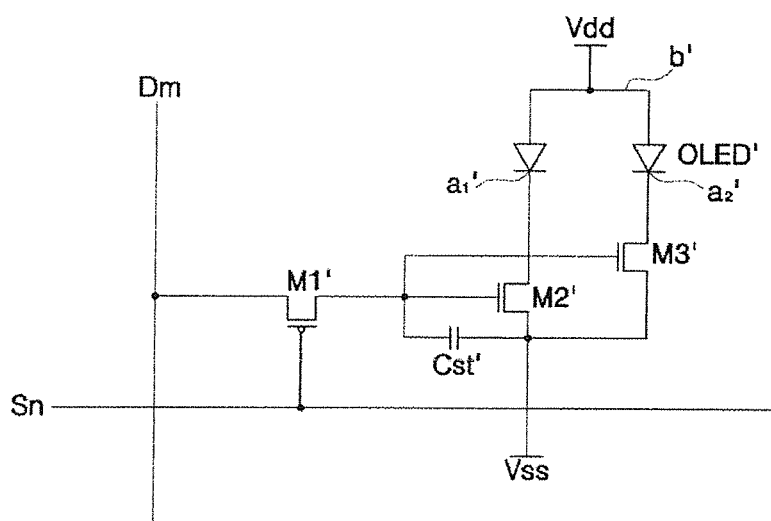 Vdd
b'
Dm
OLED'
a₁'
a₂'
M3'
M1'
M2'
Cst'
Sn
Vss